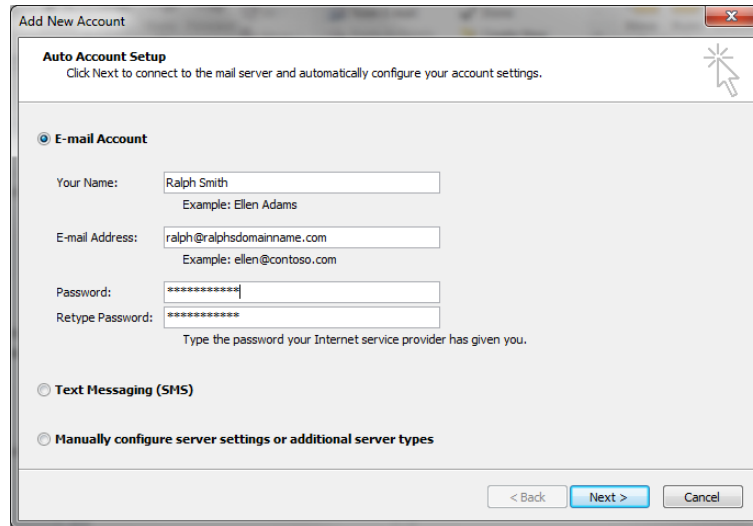 Add New Account
Auto Account Setup
Click Next to connect to the mail server and automatically configure your account settings.
E-mail Account
Your Name: Ralph Smith
Example: Ellen Adams
E-mail Address: ralph@ralphsdomainname.com
Example: ellen@contoso.com
Password: ***********
Retype Password: ***********
Type the password your Internet service provider has given you.
Text Messaging (SMS)
Manually configure server settings or additional server types
< Back Next > Cancel